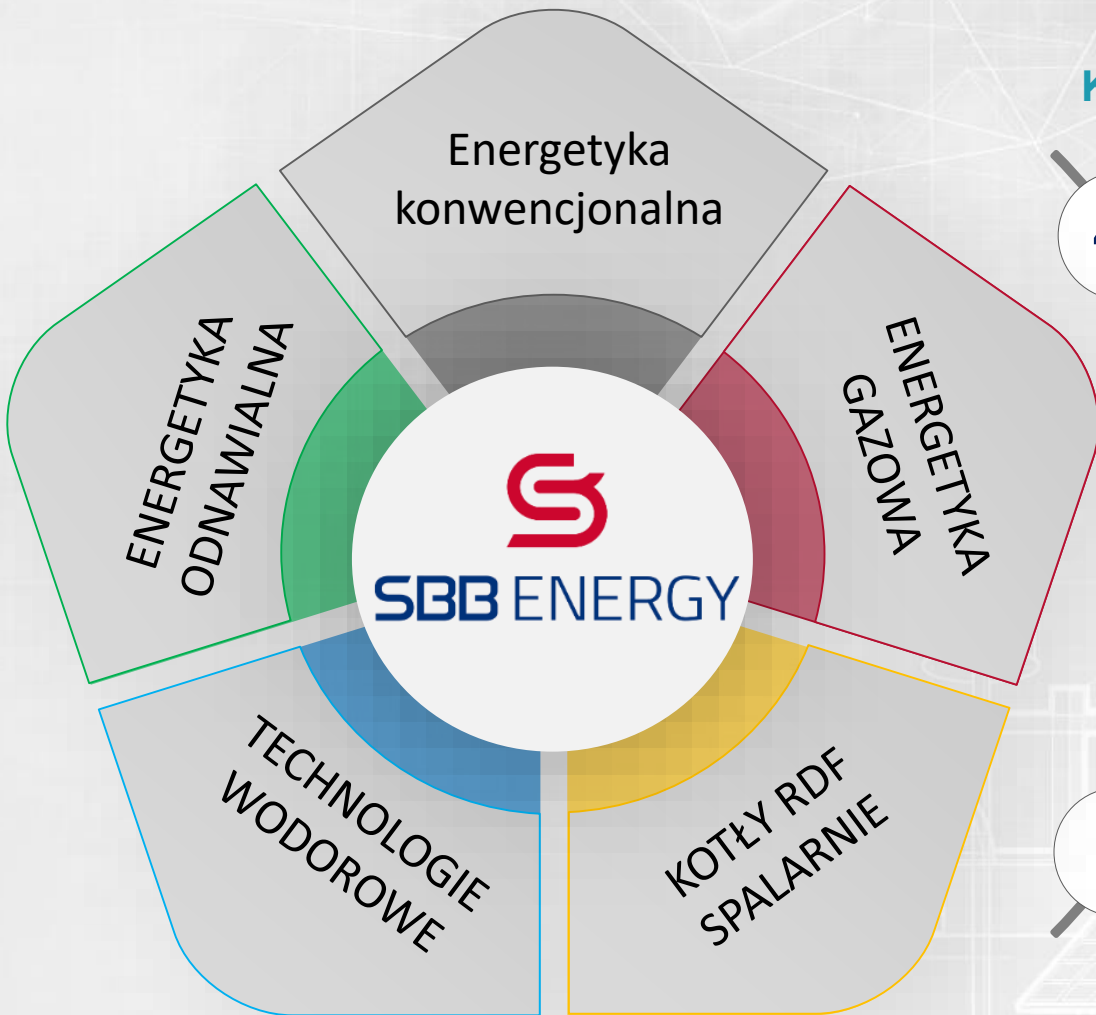 Energetyka
konwencjonalna
ENERGETYKA
GAZOWA
KOTŁY RDF
SPALARNIE
TECHNOLOGIE
WODOROWE
ENERGETYKA
ODNAWIALNA
SBB ENERGY
K